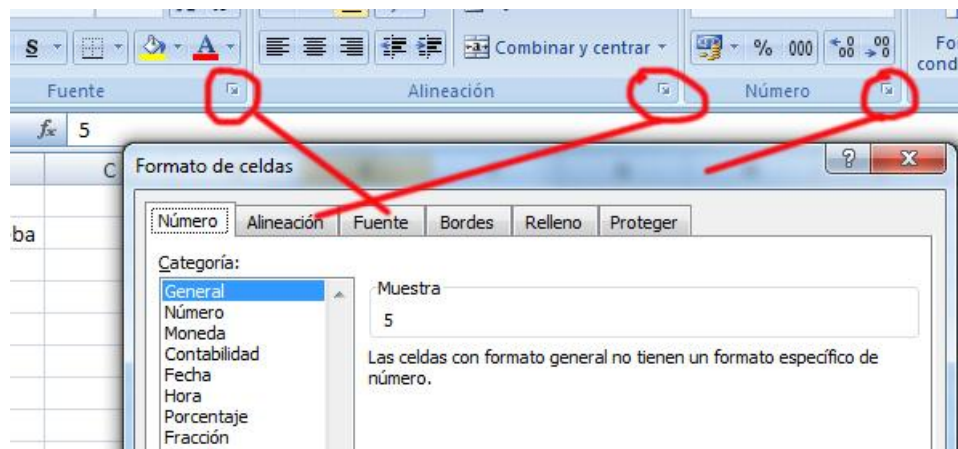 S A Combinar y centrar % 000
Fo
cond
Fuente Alineación Número
fx 5
C
Formato de celdas
ba
Número Alineación Fuente Bordes Relleno Proteger
Categoría:
General
Número
Moneda
Contabilidad
Fecha
Hora
Porcentaje
Fracción
Muestra
5
Las celdas con formato general no tienen un formato específico de
número.